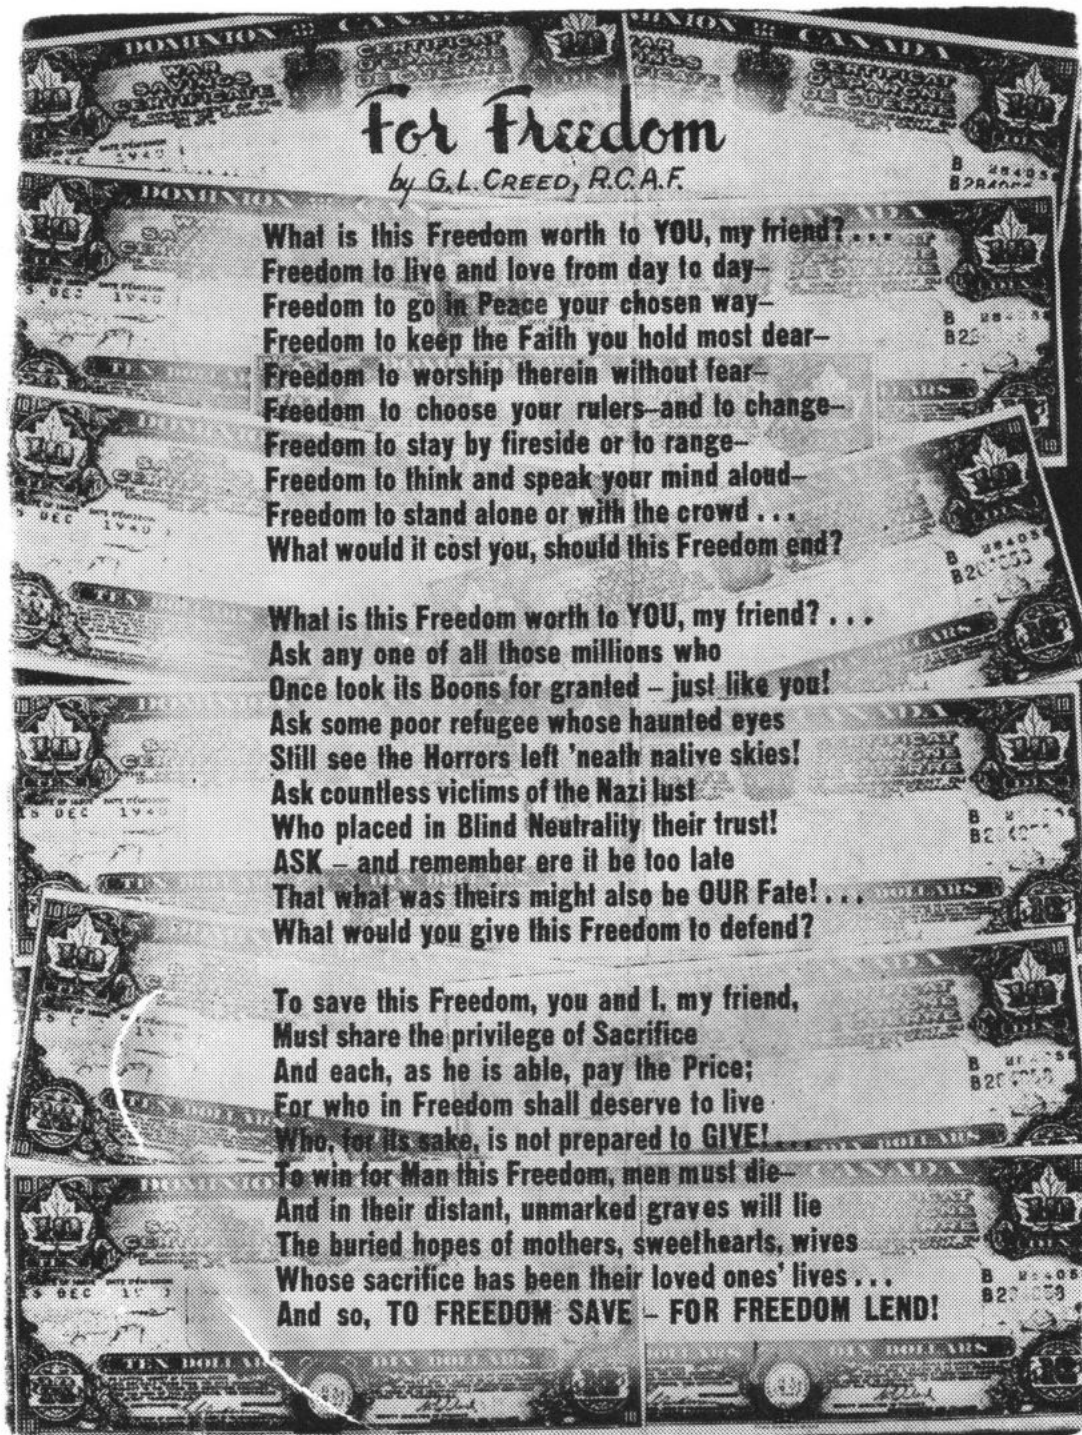 DOMINION OF CANADA
WAR SAVINGS CERTIFICATE
CERTIFICAT D'EPARGNE DE GUERRE
For Freedom
by G.L. CREED, R.C.A.F.
What is this Freedom worth to YOU, my friend? . . .
Freedom to live and love from day to day—
Freedom to go in Peace your chosen way—
Freedom to keep the Faith you hold most dear—
Freedom to worship therein without fear—
Freedom to choose your rulers—and to change—
Freedom to stay by fireside or to range—
Freedom to think and speak your mind aloud—
Freedom to stand alone or with the crowd . . .
What would it cost you, should this Freedom end?
What is this Freedom worth to YOU, my friend? . . .
Ask any one of all those millions who
Once took its Boons for granted – just like you!
Ask some poor refugee whose haunted eyes
Still see the Horrors left 'neath native skies!
Ask countless victims of the Nazi lust
Who placed in Blind Neutrality their trust!
ASK – and remember ere it be too late
That what was theirs might also be OUR Fate! . . .
What would you give this Freedom to defend?
To save this Freedom, you and I, my friend,
Must share the privilege of Sacrifice
And each, as he is able, pay the Price;
For who in Freedom shall deserve to live
Who, for its sake, is not prepared to GIVE! . . .
To win for Man this Freedom, men must die—
And in their distant, unmarked graves will lie
The buried hopes of mothers, sweethearts, wives
Whose sacrifice has been their loved ones' lives . . .
And so, TO FREEDOM SAVE – FOR FREEDOM LEND!
TEN DOLLARS
DIX DOLLARS